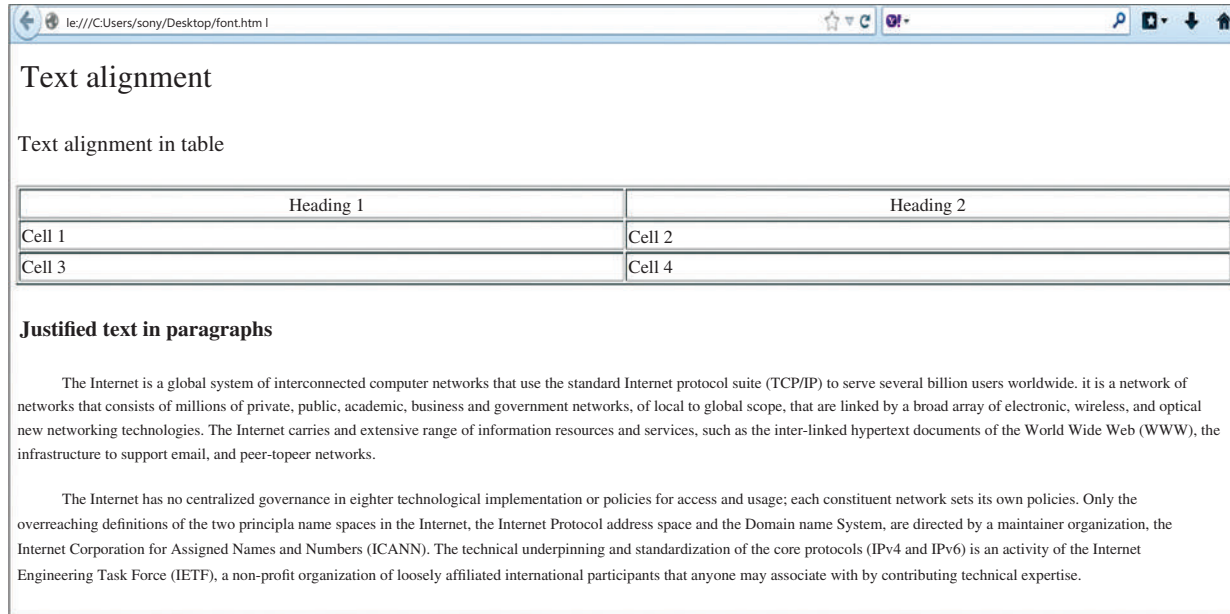 le:///C:Users/sony/Desktop/font.htm l
Text alignment
Text alignment in table
Heading 1 Heading 2
Cell 1 Cell 2
Cell 3 Cell 4
Justified text in paragraphs
The Internet is a global system of interconnected computer networks that use the standard Internet protocol suite (TCP/IP) to serve several billion users worldwide. it is a network of
networks that consists of millions of private, public, academic, business and government networks, of local to global scope, that are linked by a broad array of electronic, wireless, and optical
new networking technologies. The Internet carries and extensive range of information resources and services, such as the inter-linked hypertext documents of the World Wide Web (WWW), the
infrastructure to support email, and peer-topeer networks.
The Internet has no centralized governance in eighter technological implementation or policies for access and usage; each constituent network sets its own policies. Only the
overreaching definitions of the two principla name spaces in the Internet, the Internet Protocol address space and the Domain name System, are directed by a maintainer organization, the
Internet Corporation for Assigned Names and Numbers (ICANN). The technical underpinning and standardization of the core protocols (IPv4 and IPv6) is an activity of the Internet
Engineering Task Force (IETF), a non-profit organization of loosely affiliated international participants that anyone may associate with by contributing technical expertise.